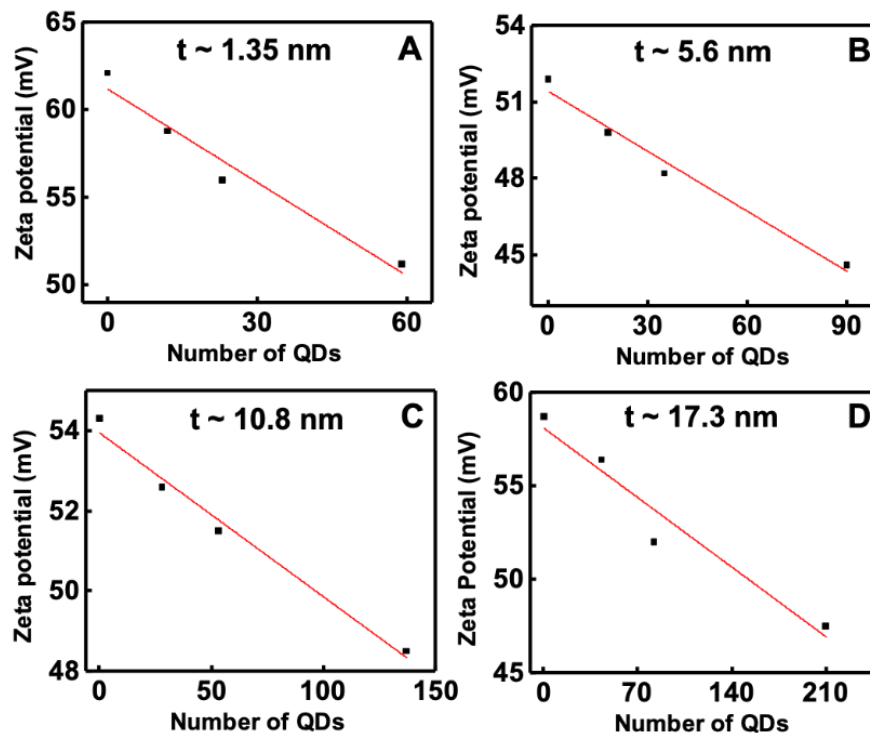 t ~ 1.35 nm
A
65
60
55
50
Zeta potential (mV)
0
30
60
Number of QDs
t ~ 5.6 nm
B
54
51
48
45
Zeta potential (mV)
0
30
60
90
Number of QDs
t ~ 10.8 nm
C
54
52
50
48
Zeta potential (mV)
0
50
100
150
Number of QDs
t ~ 17.3 nm
D
60
55
50
45
Zeta Potential (mV)
0
70
140
210
Number of QDs